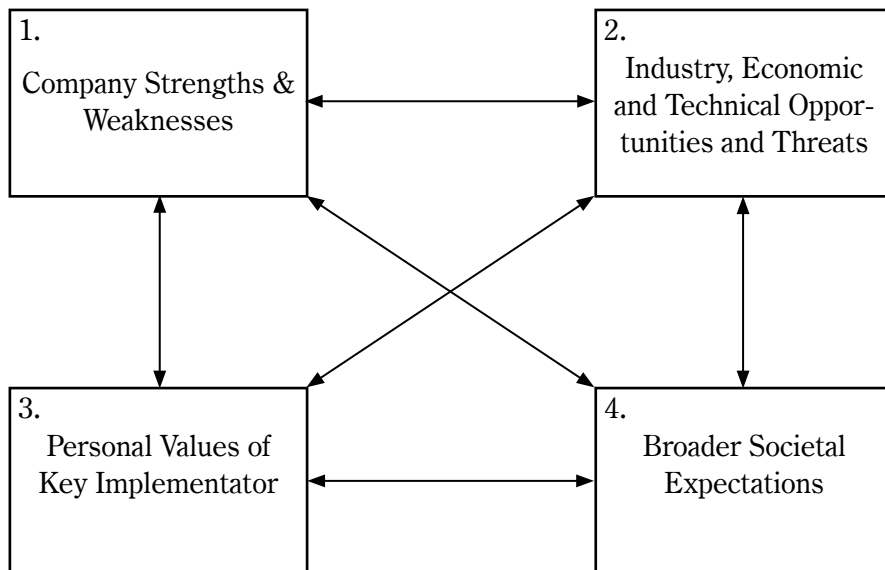 1.
Company Strengths &
Weaknesses
2.
Industry, Economic
and Technical Oppor-
tunities and Threats
3.
Personal Values of
Key Implementator
4.
Broader Societal
Expectations